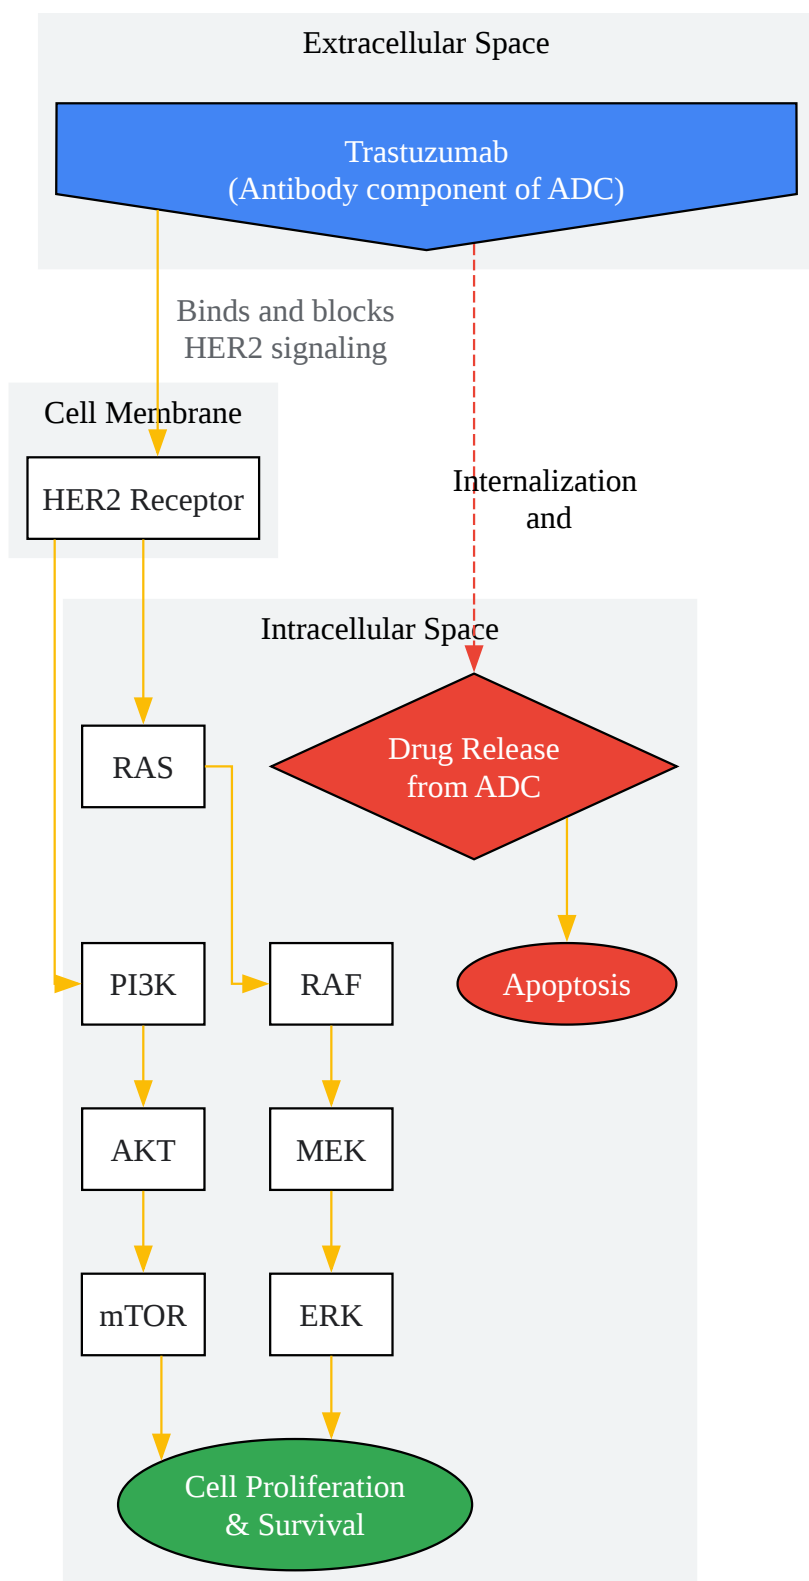 Extracellular Space
Trastuzumab
(Antibody component of ADC)
Binds and blocks
HER2 signaling
Cell Membrane
HER2 Receptor
Internalization
and
Intracellular Space
RAS
Drug Release
from ADC
PI3K
RAF
Apoptosis
AKT
MEK
mTOR
ERK
Cell Proliferation
& Survival